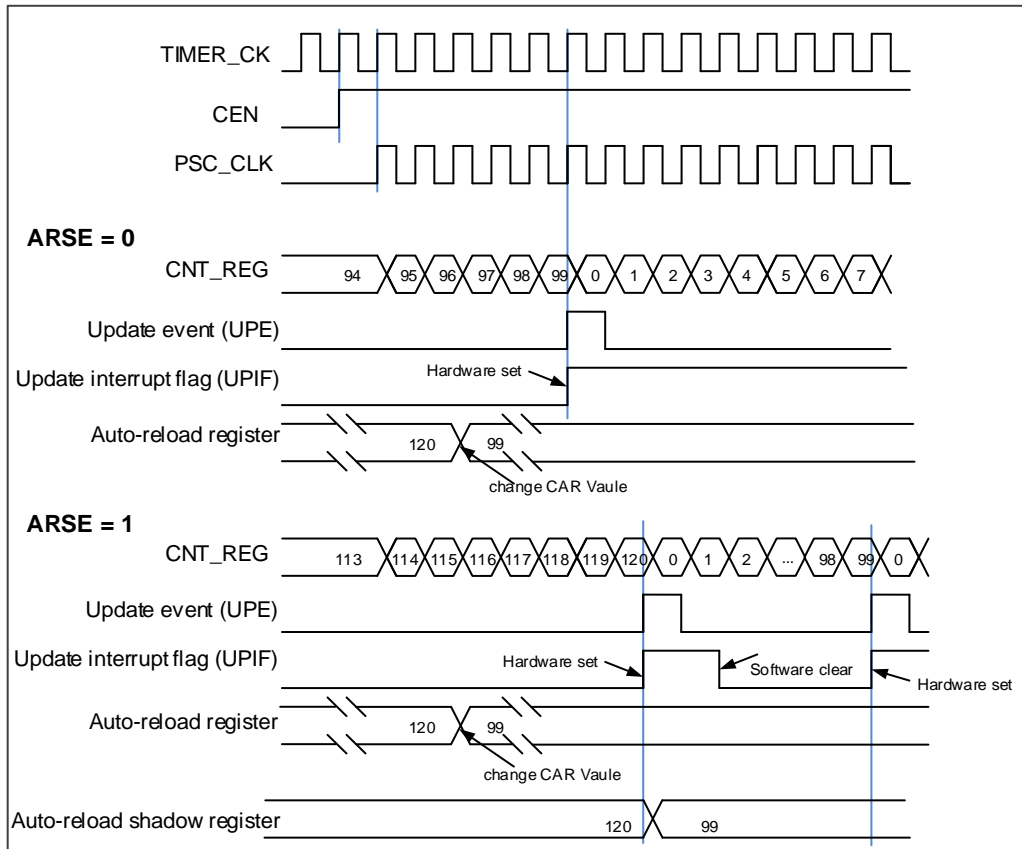 TIMER_CK
CEN
PSC_CLK
ARSE = 0
CNT_REG 94 95 96 97 98 99 0 1 2 3 4 5 6 7
Update event (UPE)
Update interrupt flag (UPIF) Hardware set
Auto-reload register 120 99
change CAR Vaule
ARSE = 1
CNT_REG 113 114 115 116 117 118 119 120 0 1 2 ... 98 99 0
Update event (UPE)
Update interrupt flag (UPIF) Hardware set Software clear Hardware set
Auto-reload register 120 99
change CAR Vaule
Auto-reload shadow register 120 99